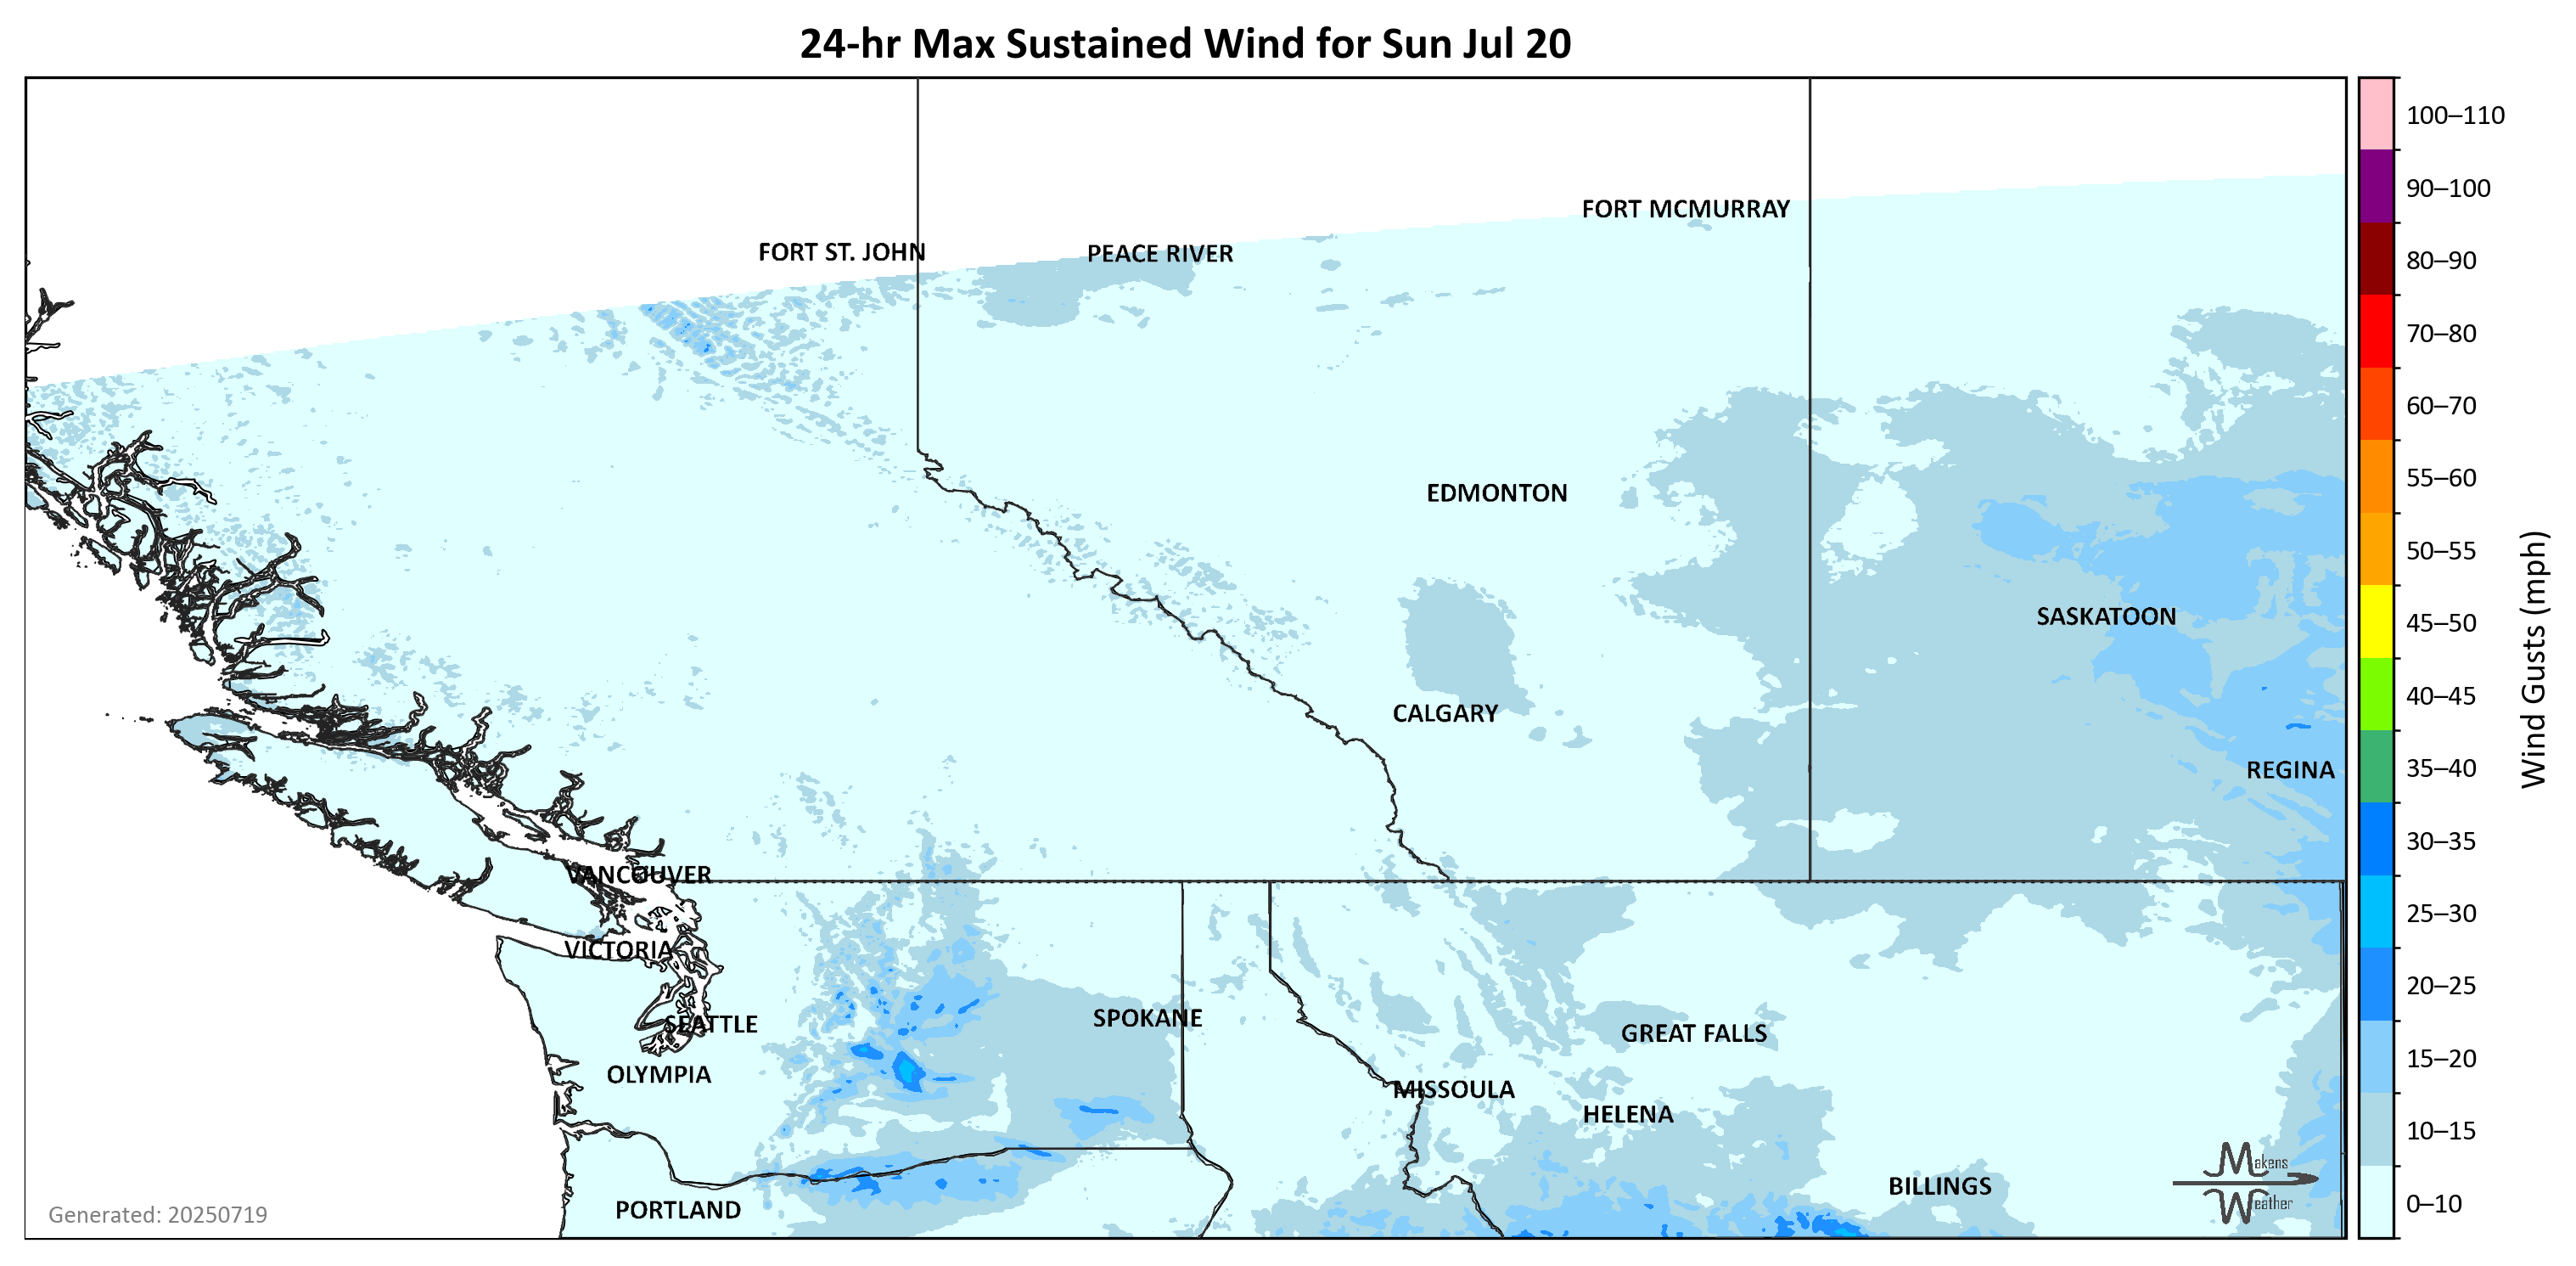 24-hr Max Sustained Wind for Sun Jul 20
FORT MCMURRAY
FORT ST. JOHN
PEACE RIVER
EDMONTON
SASKATOON
CALGARY
REGINA
VANCOUVER
VICTORIA
SEATTLE
SPOKANE
GREAT FALLS
OLYMPIA
MISSOULA
HELENA
BILLINGS
PORTLAND
Generated: 20250719
Makens
Weather
100–110
90–100
80–90
70–80
60–70
55–60
50–55
45–50
40–45
35–40
30–35
25–30
20–25
15–20
10–15
0–10
Wind Gusts (mph)